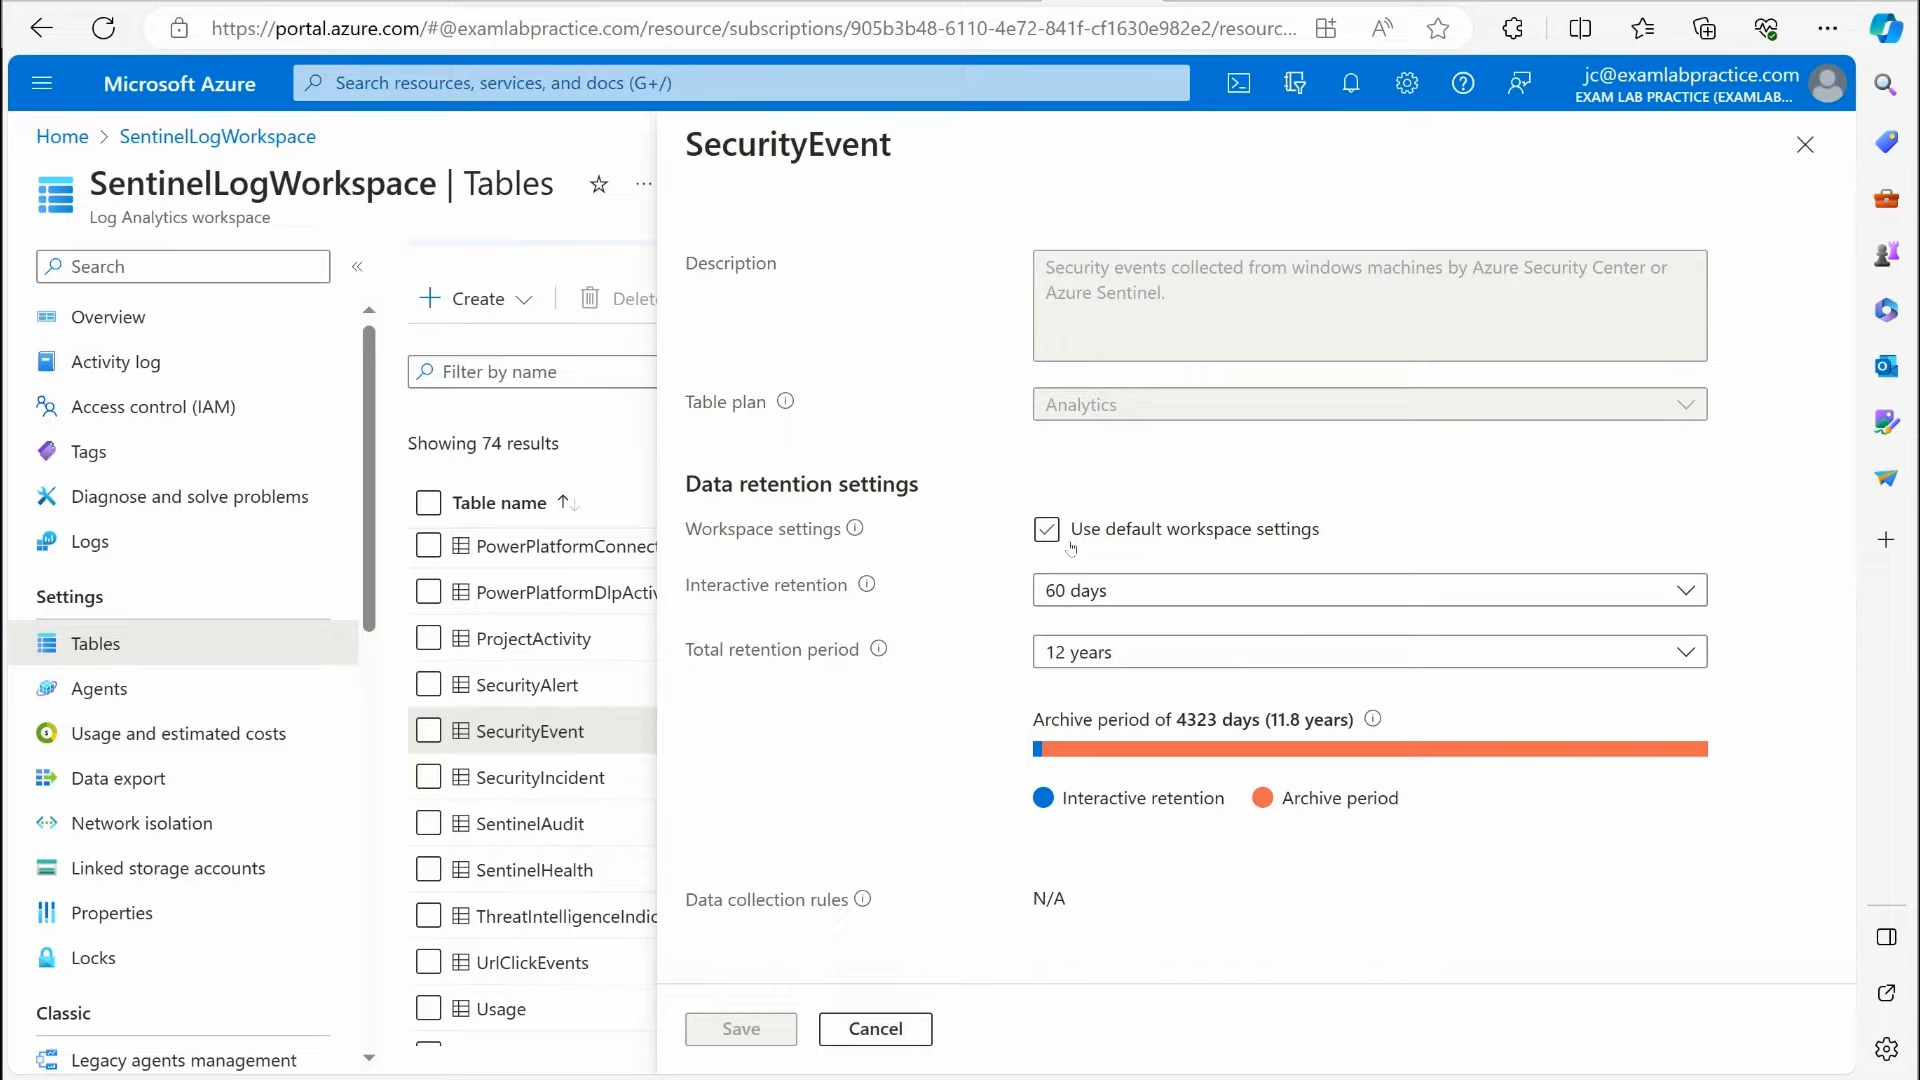 https://portal.azure.com/#@examlabpractice.com/resource/subscriptions/905b3b48-6110-4e72-841f-cf1630e982e2/resourc...
Microsoft Azure
Search resources, services, and docs (G+/)
jc@examlabpractice.com
EXAM LAB PRACTICE (EXAMLAB...
Home > SentinelLogWorkspace
SentinelLogWorkspace | Tables
...
Log Analytics workspace
Search
Overview
Activity log
Access control (IAM)
Tags
Diagnose and solve problems
Logs
Settings
Tables
Agents
Usage and estimated costs
Data export
Network isolation
Linked storage accounts
Properties
Locks
Classic
Legacy agents management
Create
Delet
Filter by name
Showing 74 results
Table name
PowerPlatformConnect
PowerPlatformDlpActiv
ProjectActivity
SecurityAlert
SecurityEvent
SecurityIncident
SentinelAudit
SentinelHealth
ThreatIntelligenceIndic
UrlClickEvents
Usage
SecurityEvent
Description
Security events collected from windows machines by Azure Security Center or
Azure Sentinel.
Table plan
Analytics
Data retention settings
Workspace settings
Use default workspace settings
Interactive retention
60 days
Total retention period
12 years
Archive period of 4323 days (11.8 years)
Interactive retention
Archive period
Data collection rules
N/A
Save
Cancel